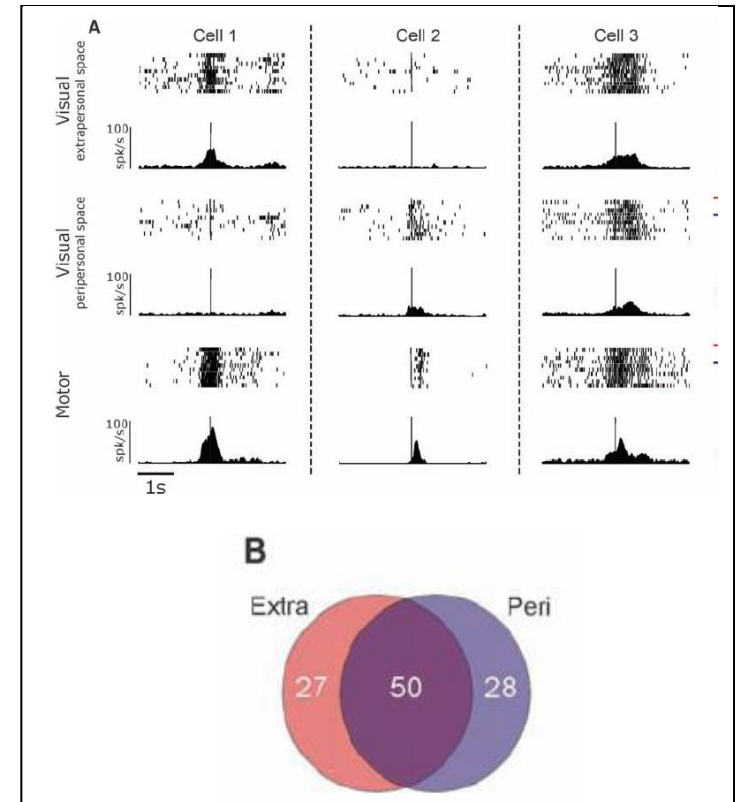 A
Cell 1
Cell 2
Cell 3
Visual
extrapersonal space
100
spk/s
Visual
peripersonal space
100
spk/s
Motor
100
spk/s
1s
B
Extra
Peri
27
50
28